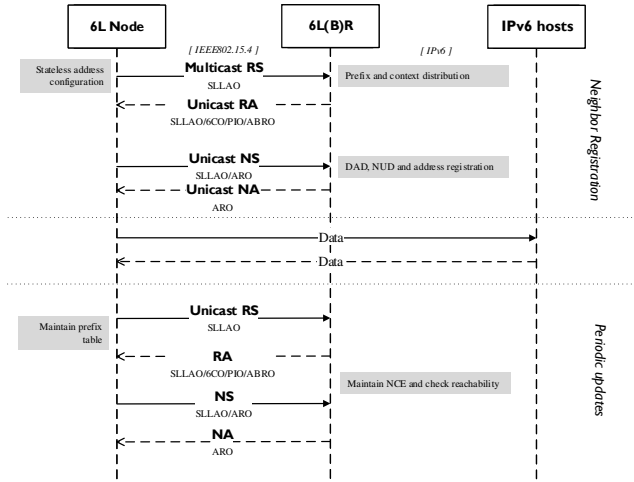 6L Node
6L(B)R
IPv6 hosts
[ IEEE802.15.4 ]
[ IPv6 ]
Stateless address
configuration
Multicast RS
SLLAO
Prefix and context distribution
Unicast RA
SLLAO/6CO/PIO/ABRO
Unicast NS
SLLAO/ARO
DAD, NUD and address registration
Unicast NA
ARO
Neighbor Registration
Data
Data
Unicast RS
SLLAO
Maintain prefix
table
RA
SLLAO/6CO/PIO/ABRO
Maintain NCE and check reachability
NS
SLLAO/ARO
NA
ARO
Periodic updates